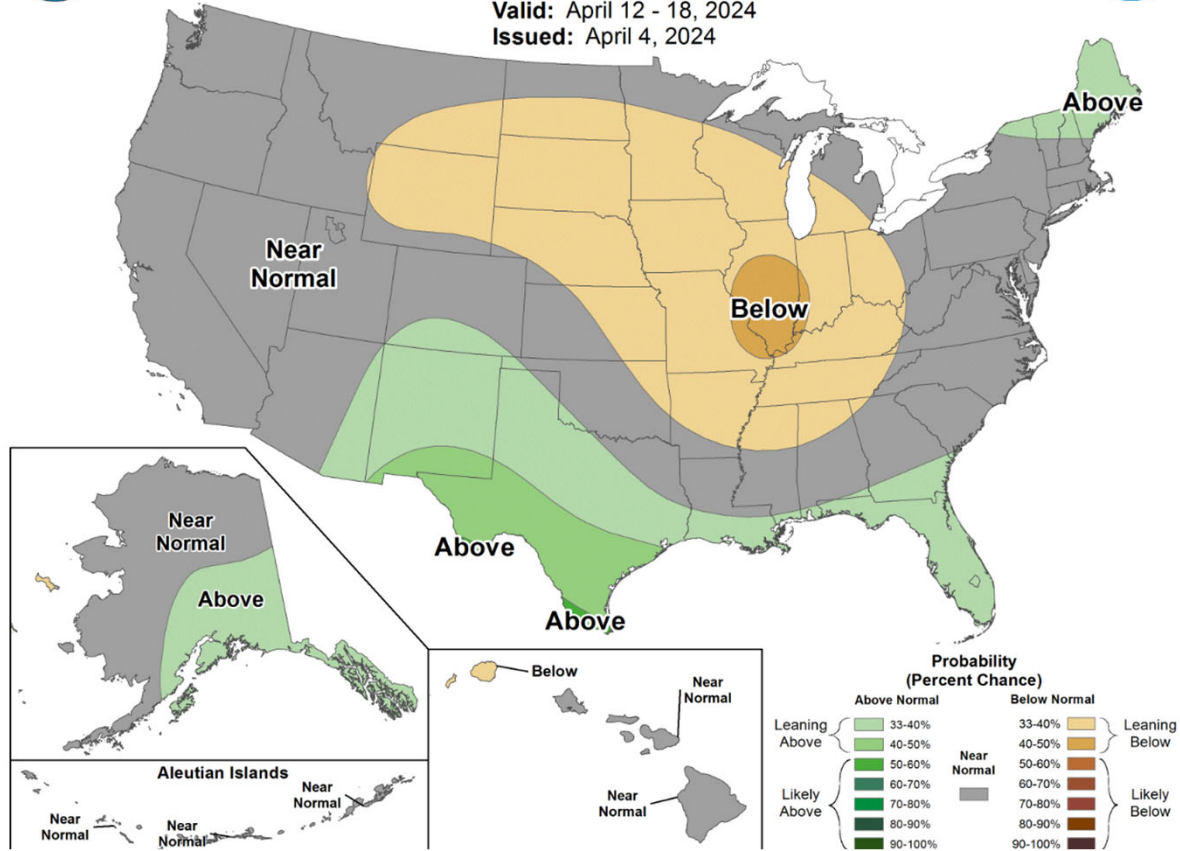 Valid: April 12 - 18, 2024
Issued: April 4, 2024
Above
Near
Normal
Below
Above
Above
Near
Normal
Above
Below
Near
Normal
Near
Normal
Aleutian Islands
Near
Normal
Near
Normal
Near
Normal
Probability
(Percent Chance)
Above Normal
Below Normal
Leaning
Above
33-40%
40-50%
Likely
Above
50-60%
60-70%
70-80%
80-90%
90-100%
Near
Normal
33-40%
40-50%
Leaning
Below
50-60%
60-70%
70-80%
80-90%
90-100%
Likely
Below